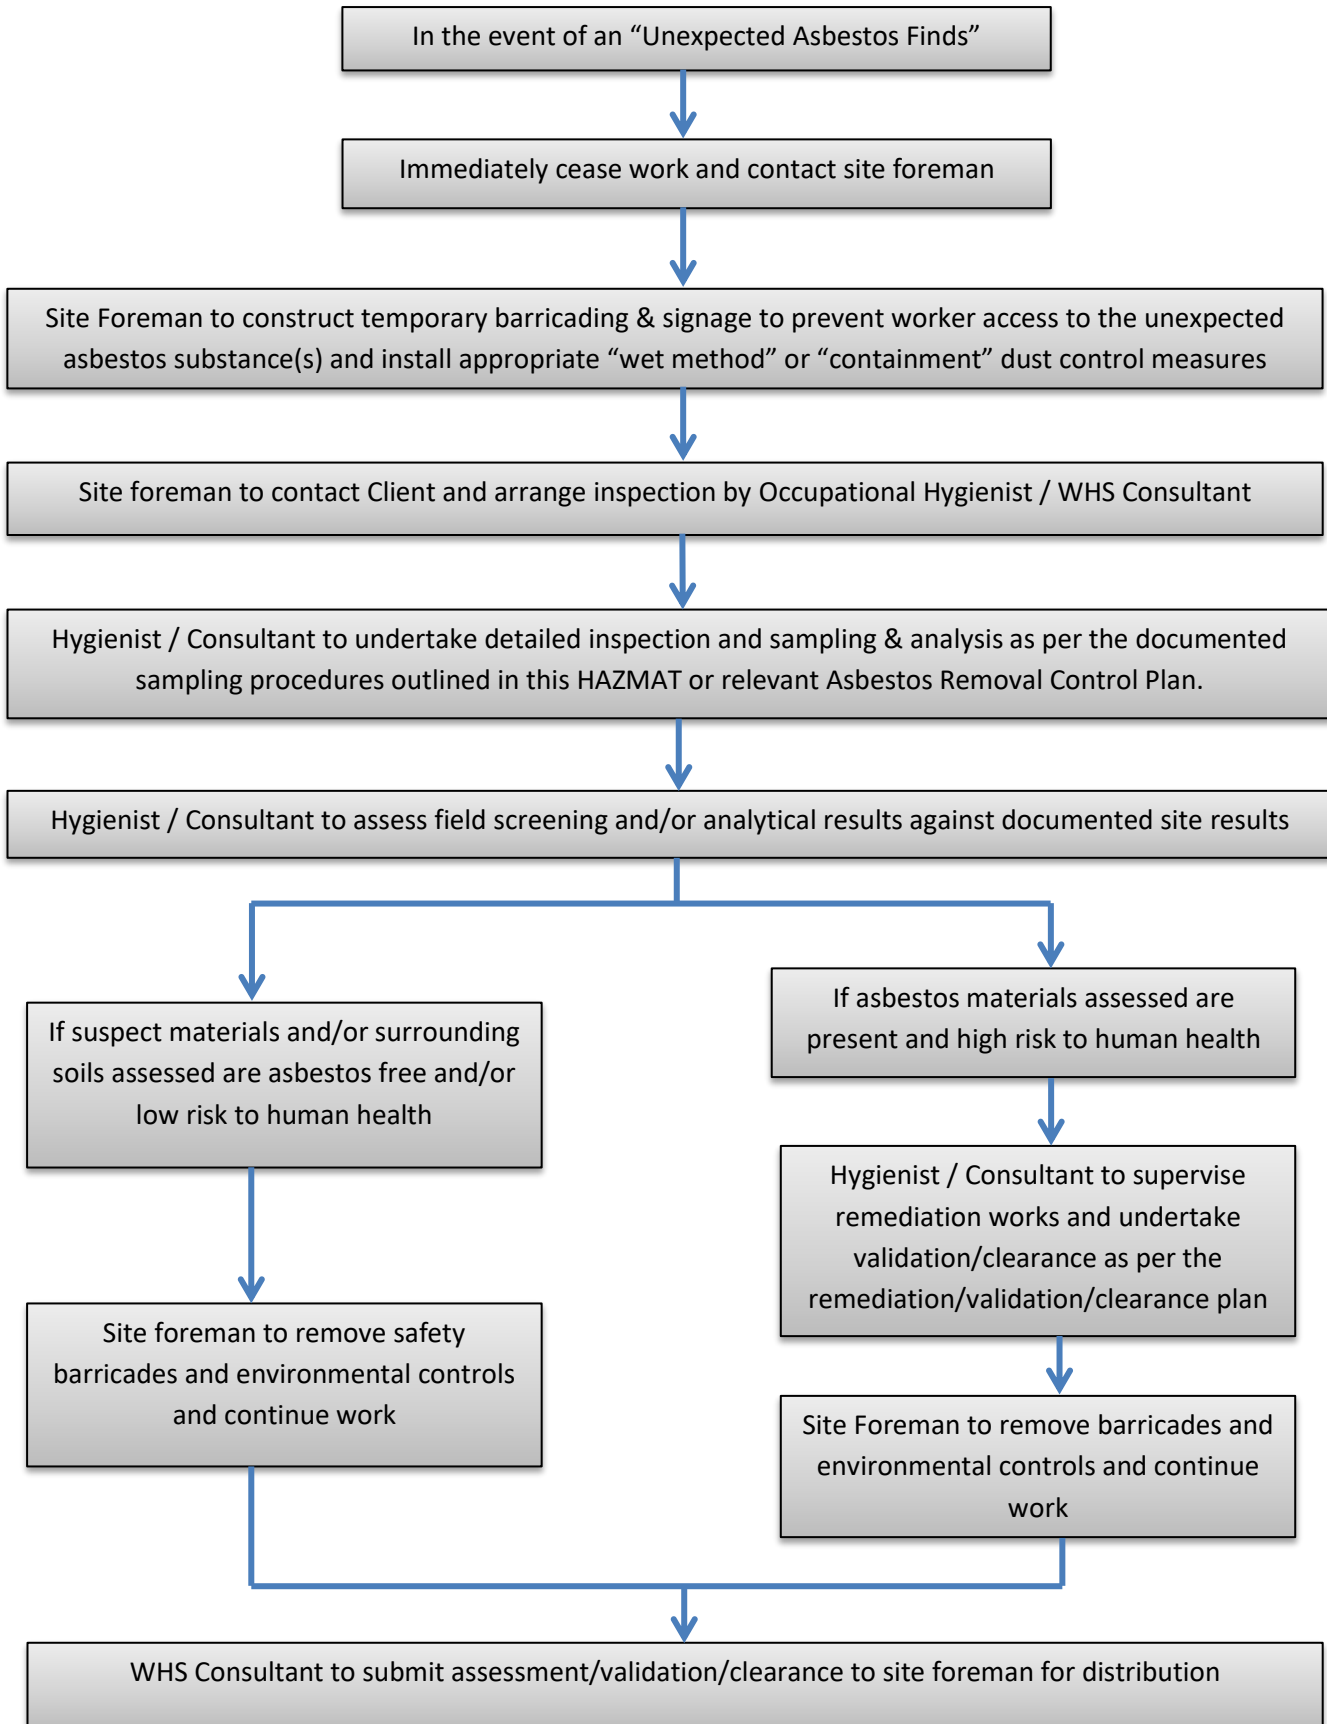 In the event of an “Unexpected Asbestos Finds”
Immediately cease work and contact site foreman
Site Foreman to construct temporary barricading & signage to prevent worker access to the unexpected
asbestos substance(s) and install appropriate “wet method” or “containment” dust control measures
Site foreman to contact Client and arrange inspection by Occupational Hygienist / WHS Consultant
Hygienist / Consultant to undertake detailed inspection and sampling & analysis as per the documented
sampling procedures outlined in this HAZMAT or relevant Asbestos Removal Control Plan.
Hygienist / Consultant to assess field screening and/or analytical results against documented site results
If suspect materials and/or surrounding
soils assessed are asbestos free and/or
low risk to human health
Site foreman to remove safety
barricades and environmental controls
and continue work
If asbestos materials assessed are
present and high risk to human health
Hygienist / Consultant to supervise
remediation works and undertake
validation/clearance as per the
remediation/validation/clearance plan
Site Foreman to remove barricades and
environmental controls and continue
work
WHS Consultant to submit assessment/validation/clearance to site foreman for distribution